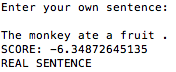 Enter your own sentence:
The monkey ate a fruit .
SCORE: -6.34872645135
REAL SENTENCE